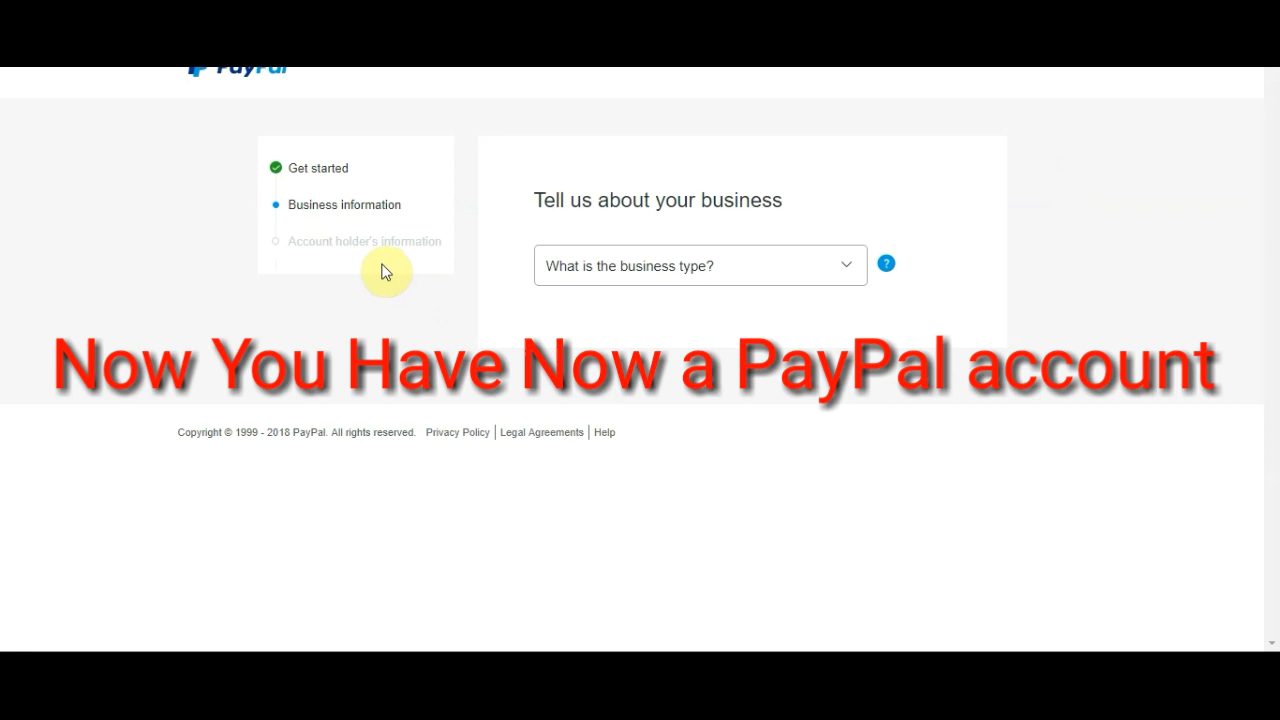 PayPal
Get started
Business information
Account holder's information
Tell us about your business
What is the business type?
?
Now You Have Now a PayPal account
Copyright © 1999 - 2018 PayPal. All rights reserved. Privacy Policy | Legal Agreements | Help